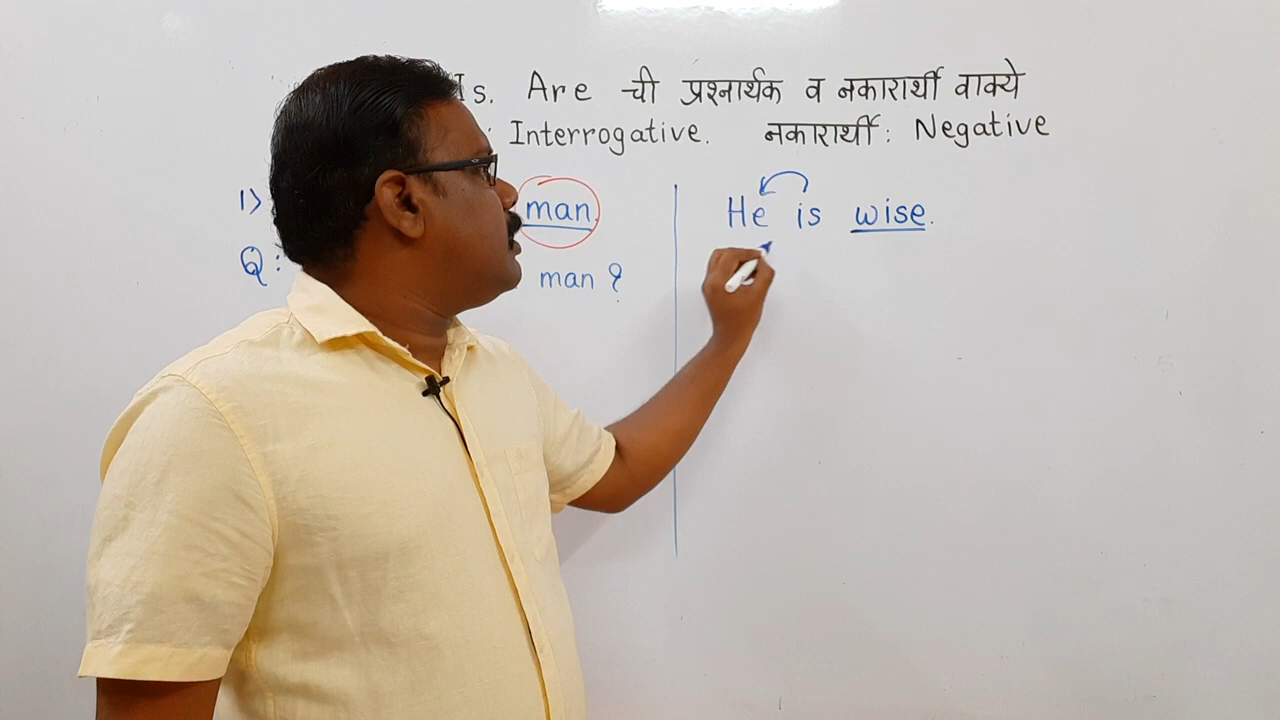 Is. Are ची प्रश्नार्थक व नकारार्थी वाक्ये
: Interrogative. नकारार्थी : Negative
1) man.
Q: man ?
He is wise.